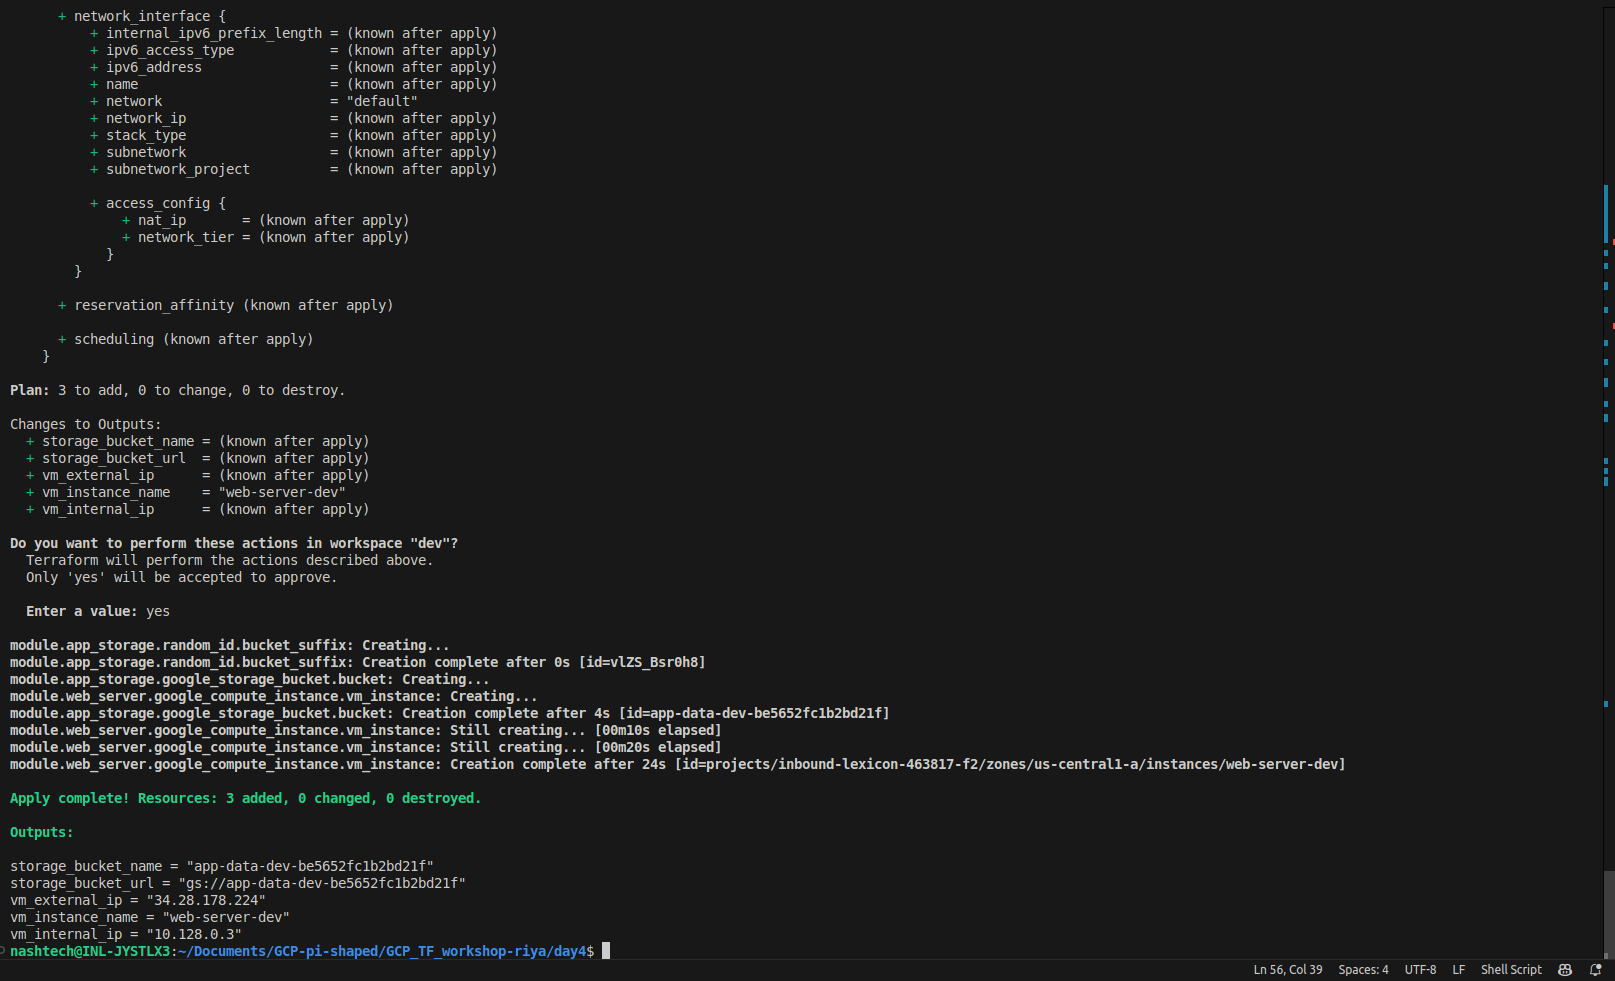 + network_interface {
          + internal_ipv6_prefix_length = (known after apply)
          + ipv6_access_type            = (known after apply)
          + ipv6_address                = (known after apply)
          + name                        = (known after apply)
          + network                     = "default"
          + network_ip                  = (known after apply)
          + stack_type                  = (known after apply)
          + subnetwork                  = (known after apply)
          + subnetwork_project          = (known after apply)

          + access_config {
              + nat_ip       = (known after apply)
              + network_tier = (known after apply)
            }
        }

      + reservation_affinity (known after apply)

      + scheduling (known after apply)
    }

Plan: 3 to add, 0 to change, 0 to destroy.

Changes to Outputs:
  + storage_bucket_name = (known after apply)
  + storage_bucket_url  = (known after apply)
  + vm_external_ip      = (known after apply)
  + vm_instance_name    = "web-server-dev"
  + vm_internal_ip      = (known after apply)

Do you want to perform these actions in workspace "dev"?
  Terraform will perform the actions described above.
  Only 'yes' will be accepted to approve.

  Enter a value: yes

module.app_storage.random_id.bucket_suffix: Creating...
module.app_storage.random_id.bucket_suffix: Creation complete after 0s [id=vlZS_Bsr0h8]
module.app_storage.google_storage_bucket.bucket: Creating...
module.web_server.google_compute_instance.vm_instance: Creating...
module.app_storage.google_storage_bucket.bucket: Creation complete after 4s [id=app-data-dev-be5652fc1b2bd21f]
module.web_server.google_compute_instance.vm_instance: Still creating... [00m10s elapsed]
module.web_server.google_compute_instance.vm_instance: Still creating... [00m20s elapsed]
module.web_server.google_compute_instance.vm_instance: Creation complete after 24s [id=projects/inbound-lexicon-463817-f2/zones/us-central1-a/instances/web-server-dev]

Apply complete! Resources: 3 added, 0 changed, 0 destroyed.

Outputs:

storage_bucket_name = "app-data-dev-be5652fc1b2bd21f"
storage_bucket_url = "gs://app-data-dev-be5652fc1b2bd21f"
vm_external_ip = "34.28.178.224"
vm_instance_name = "web-server-dev"
vm_internal_ip = "10.128.0.3"
nashtech@INL-JYSTLX3:~/Documents/GCP-pi-shaped/GCP_TF_workshop-riya/day4$
Ln 56, Col 39 Spaces: 4 UTF-8 LF Shell Script